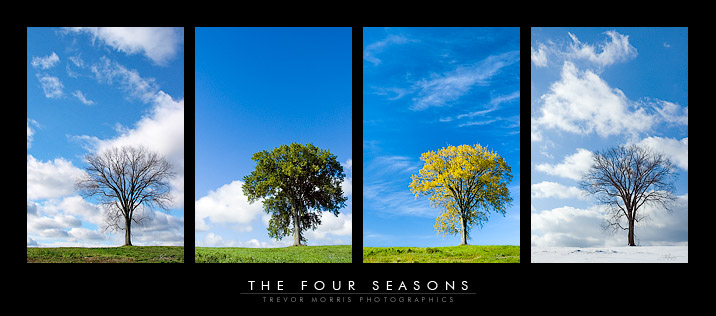 THE FOUR SEASONS
TREVOR MORRIS PHOTOGRAPHICS